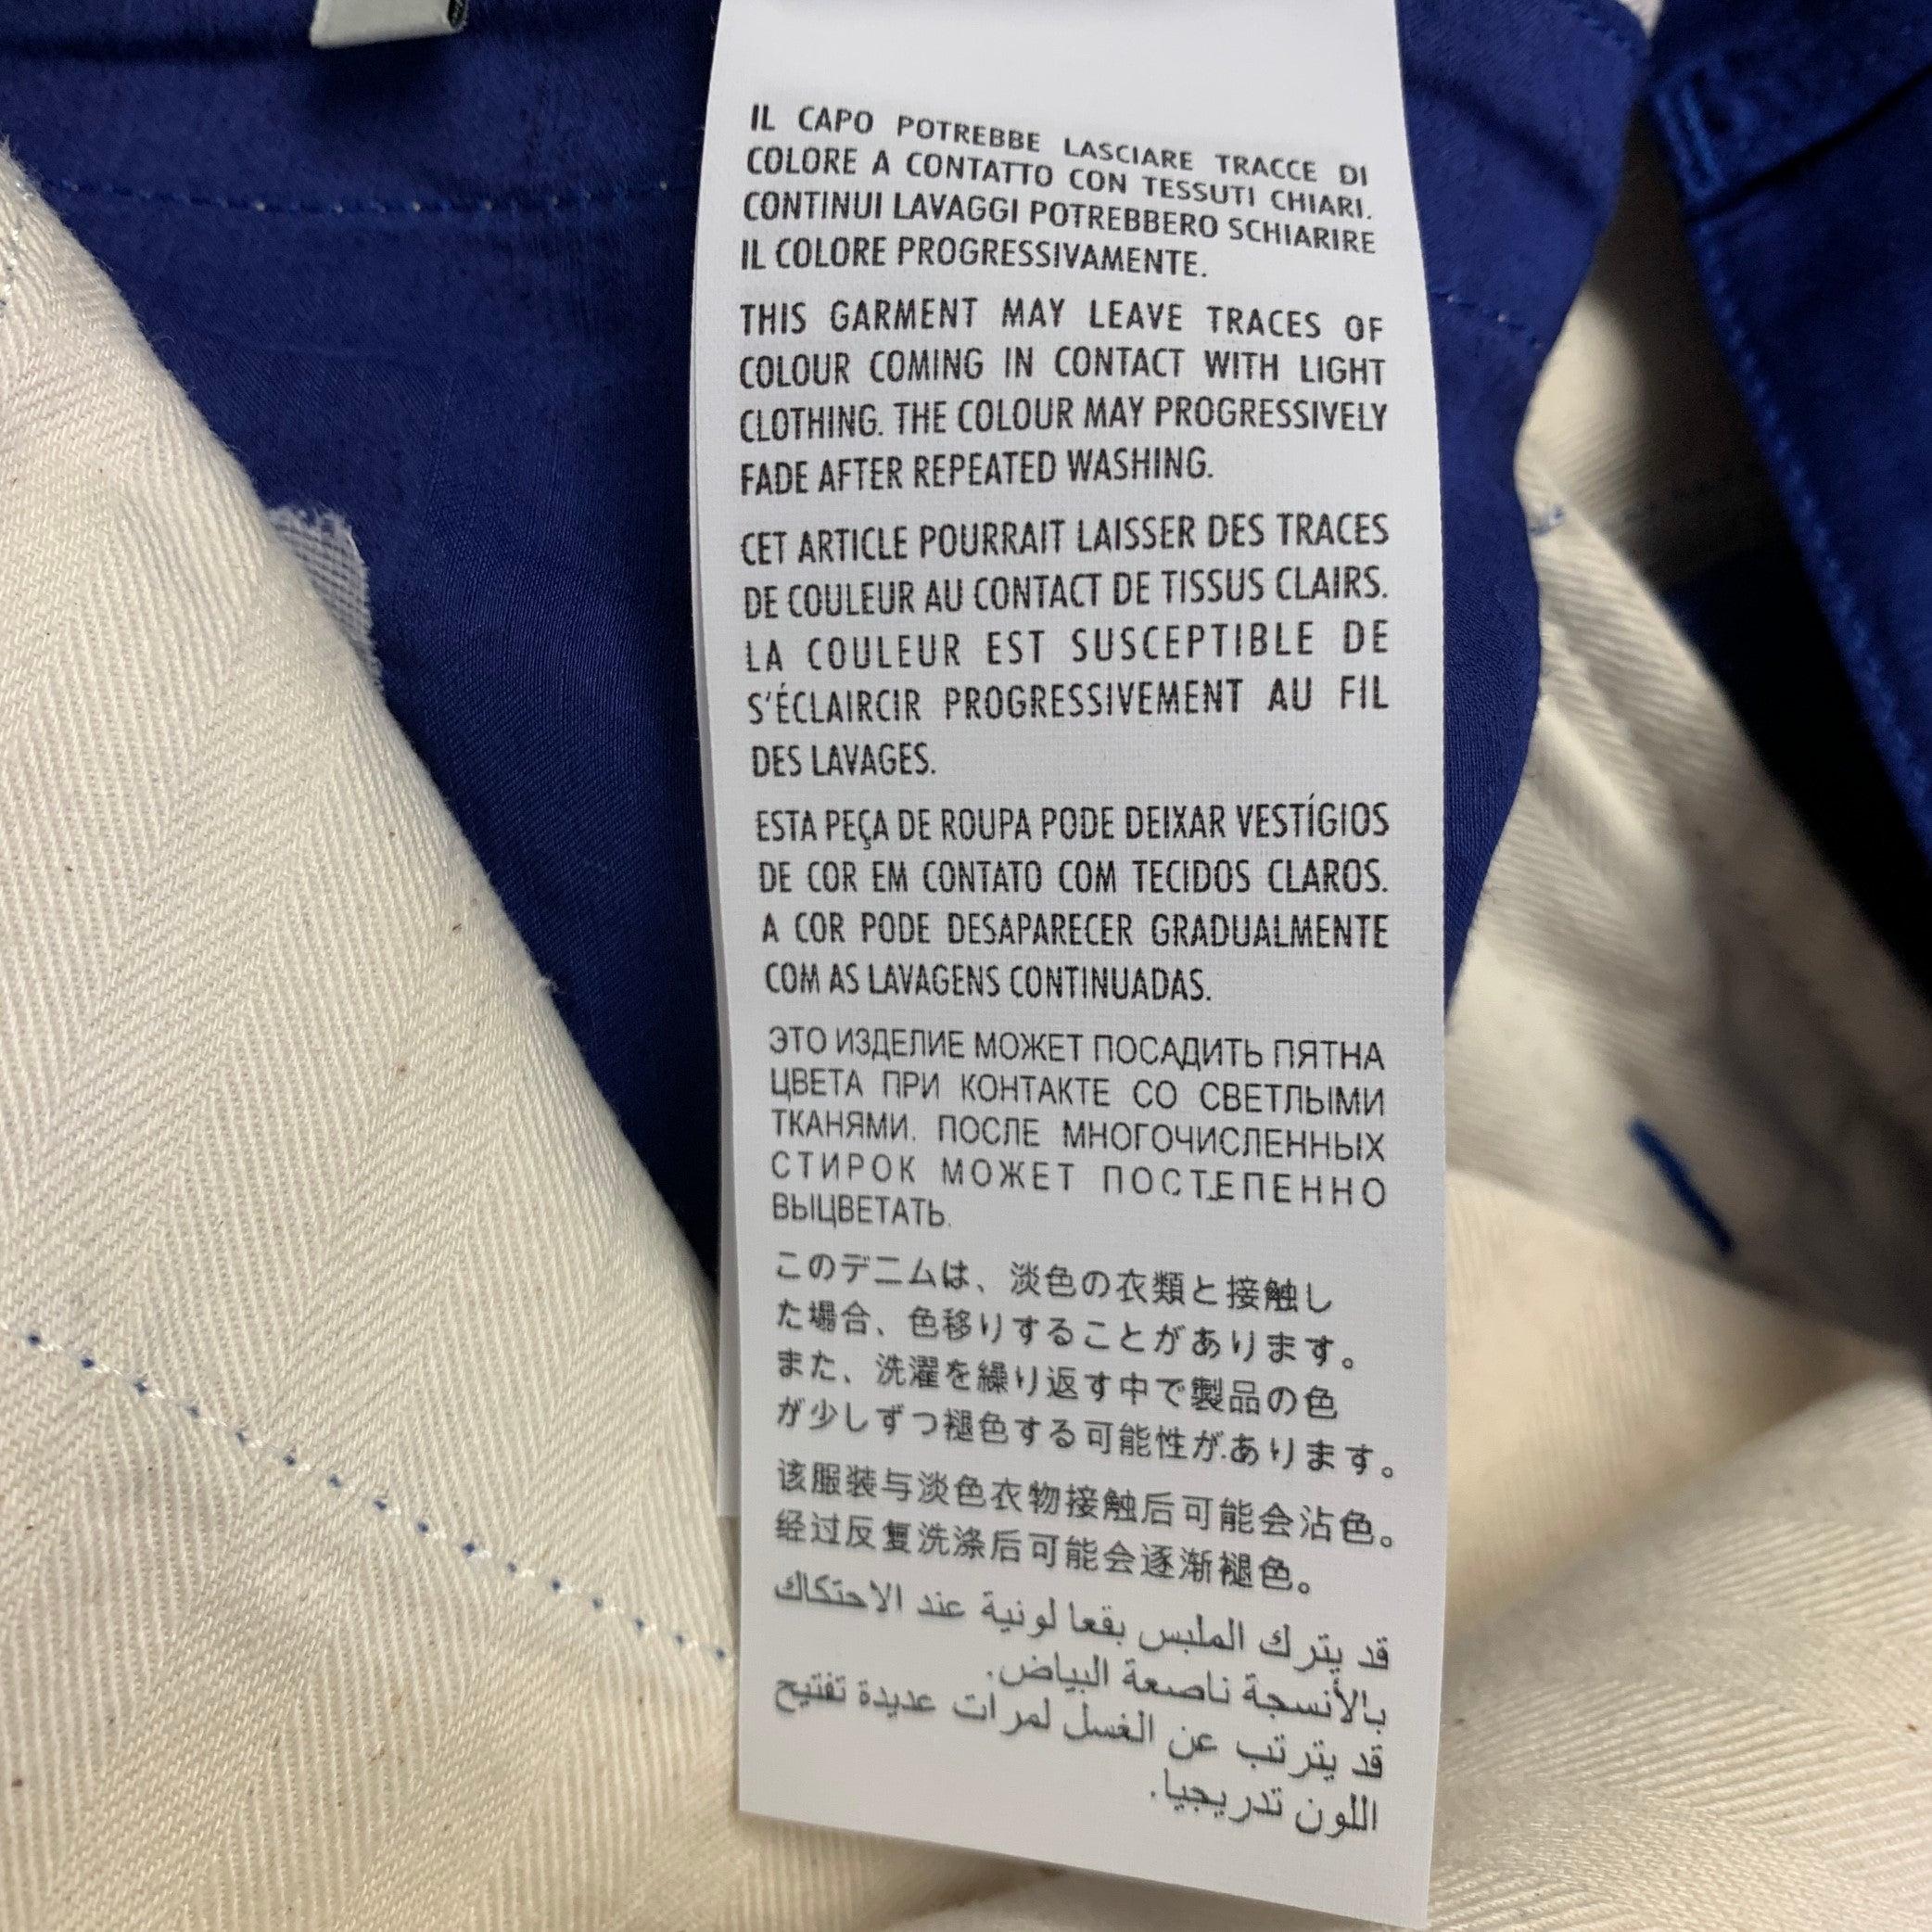 IL CAPO POTREBBE LASCIARE TRACCE DI
COLORE A CONTATTO CON TESSUTI CHIARI.
CONTINUI LAVAGGI POTREBBERO SCHIARIRE
IL COLORE PROGRESSIVAMENTE.
THIS GARMENT MAY LEAVE TRACES OF
COLOUR COMING IN CONTACT WITH LIGHT
CLOTHING. THE COLOUR MAY PROGRESSIVELY
FADE AFTER REPEATED WASHING.
CET ARTICLE POURRAIT LAISSER DES TRACES
DE COULEUR AU CONTACT DE TISSUS CLAIRS.
LA COULEUR EST SUSCEPTIBLE DE
S'ÉCLAIRCIR PROGRESSIVEMENT AU FIL
DES LAVAGES.
ESTA PEÇA DE ROUPA PODE DEIXAR VESTÍGIOS
DE COR EM CONTATO COM TECIDOS CLAROS.
A COR PODE DESAPARECER GRADUALMENTE
COM AS LAVAGENS CONTINUADAS.
ЭТО ИЗДЕЛИЕ МОЖЕТ ПОСАДИТЬ ПЯТНА
ЦВЕТА ПРИ КОНТАКТЕ СО СВЕТЛЫМИ
ТКАНЯМИ. ПОСЛЕ МНОГОЧИСЛЕННЫХ
СТИРОК МОЖЕТ ПОСТЕПЕННО
ВЫЦВЕТАТЬ.
このデニムは、淡色の衣類と接触し
た場合、色移りすることがあります。
また、洗濯を繰り返す中で製品の色
が少しずつ褪色する可能性があります。
该服装与淡色衣物接触后可能会沾色。
经过反复洗涤后可能会逐渐褪色。
قد يترك الملبس بقعا لونية عند الاحتكاك
بالأنسجة ناصعة البياض.
قد يترتب عن الغسل لمرات عديدة تفتيح
اللون تدريجيا.